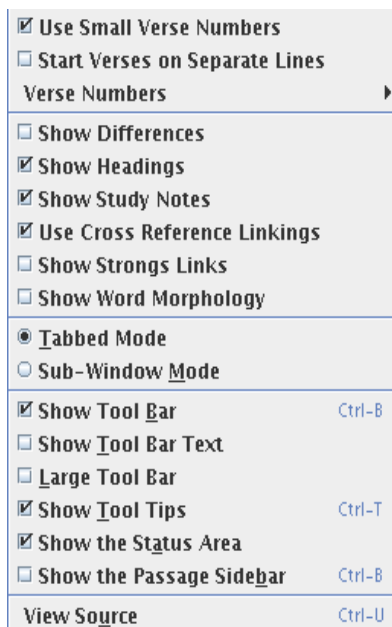 Use Small Verse Numbers
Start Verses on Separate Lines
Verse Numbers
Show Differences
Show Headings
Show Study Notes
Use Cross Reference Linkings
Show Strongs Links
Show Word Morphology
Tabbed Mode
Sub-Window Mode
Show Tool Bar Ctrl-B
Show Tool Bar Text
Large Tool Bar
Show Tool Tips Ctrl-T
Show the Status Area
Show the Passage Sidebar Ctrl-B
View Source Ctrl-U